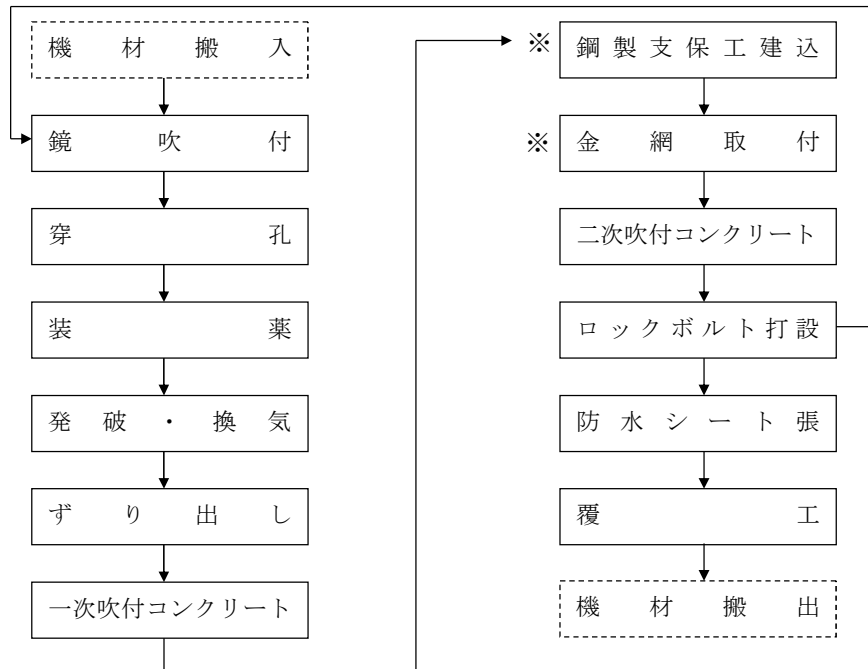 機材搬入
鏡吹付
穿孔
装薬
発破・換気
ずり出し
一次吹付コンクリート
※ 鋼製支保工建込
※ 金網取付
二次吹付コンクリート
ロックボルト打設
防水シート張
覆工
機材搬出